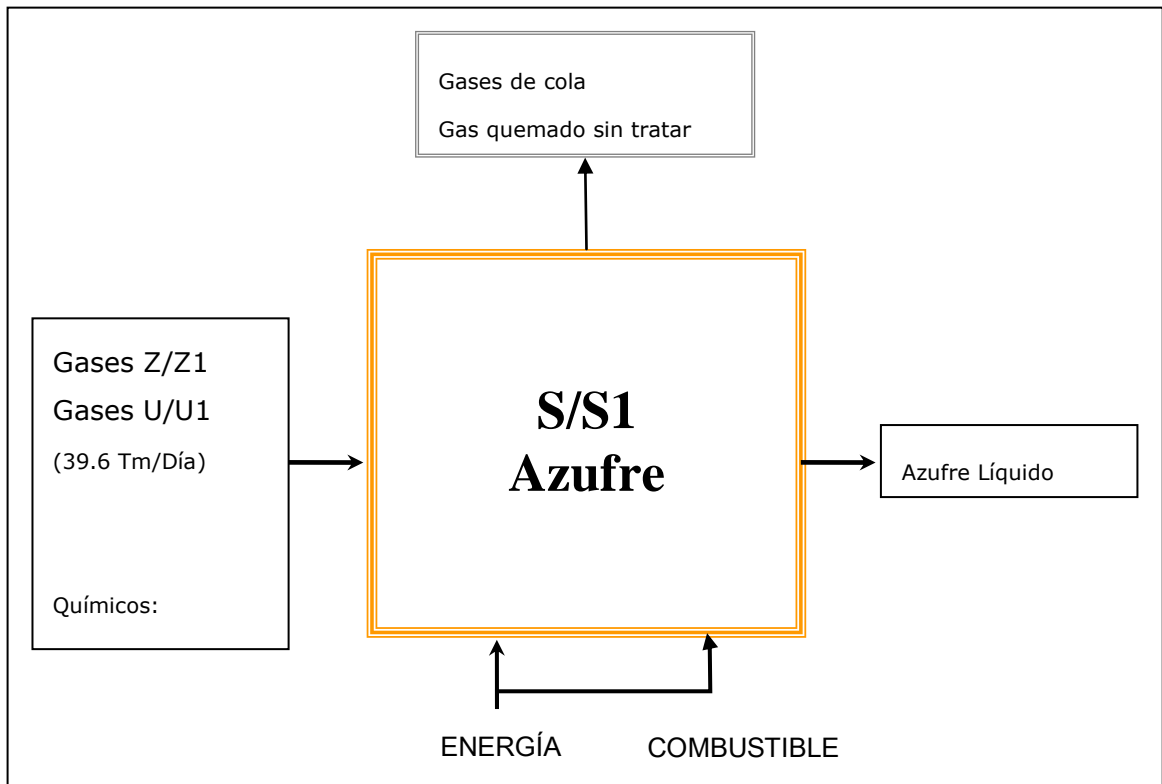 Gases de cola
Gas quemado sin tratar
Gases Z/Z1
Gases U/U1
(39.6 Tm/Día)
Químicos:
S/S1
Azufre
Azufre Líquido
ENERGÍA
COMBUSTIBLE